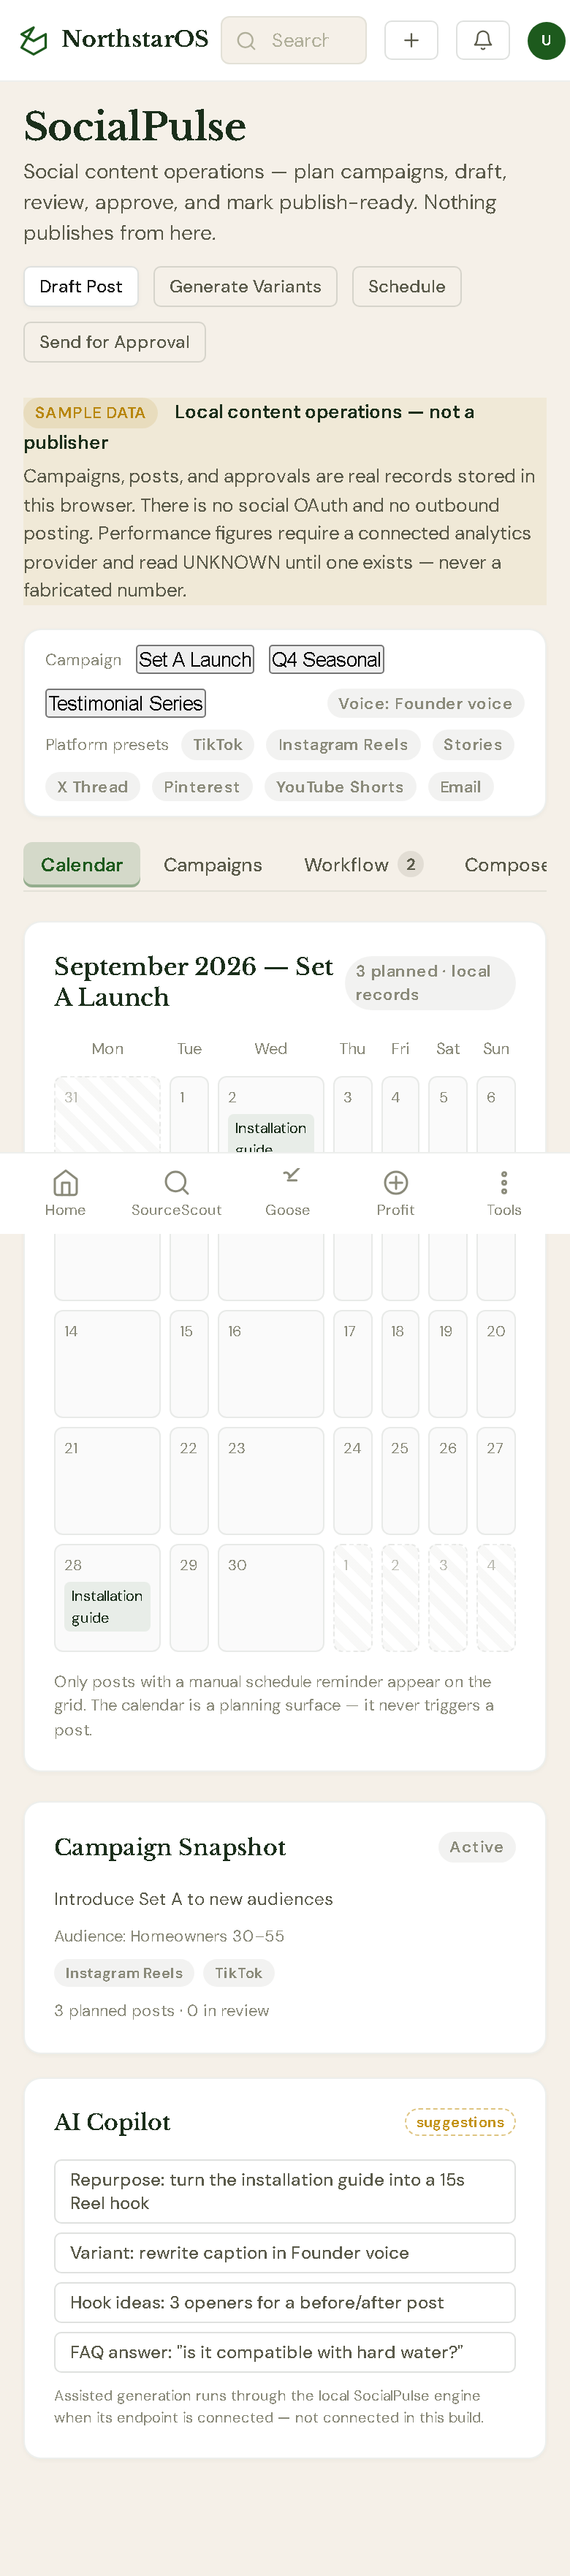 NorthstarOS
Search
U
SocialPulse
Social content operations — plan campaigns, draft,
review, approve, and mark publish-ready. Nothing
publishes from here.
Draft Post
Generate Variants
Schedule
Send for Approval
SAMPLE DATA Local content operations — not a
publisher
Campaigns, posts, and approvals are real records stored in
this browser. There is no social OAuth and no outbound
posting. Performance figures require a connected analytics
provider and read UNKNOWN until one exists — never a
fabricated number.
Campaign Set A Launch Q4 Seasonal
Testimonial Series Voice: Founder voice
Platform presets TikTok Instagram Reels Stories
X Thread Pinterest YouTube Shorts Email
Calendar Campaigns Workflow 2 Compose
September 2026 — Set
A Launch
3 planned · local
records
Mon Tue Wed Thu Fri Sat Sun
31 1 2 3 4 5 6
Installation
guide
Home SourceScout Goose Profit Tools
14 15 16 17 18 19 20
21 22 23 24 25 26 27
28 29 30 1 2 3 4
Installation
guide
Only posts with a manual schedule reminder appear on the
grid. The calendar is a planning surface — it never triggers a
post.
Campaign Snapshot Active
Introduce Set A to new audiences
Audience: Homeowners 30–55
Instagram Reels TikTok
3 planned posts · 0 in review
AI Copilot suggestions
Repurpose: turn the installation guide into a 15s
Reel hook
Variant: rewrite caption in Founder voice
Hook ideas: 3 openers for a before/after post
FAQ answer: "is it compatible with hard water?"
Assisted generation runs through the local SocialPulse engine
when its endpoint is connected — not connected in this build.